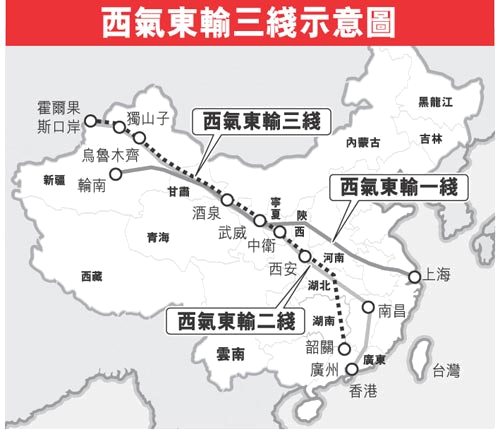 西氣東輸三綫示意圖
霍爾果
斯口岸
獨山子
西氣東輸三綫
黑龍江
吉林
內蒙古
烏魯木齊
新疆
輪南
甘肅
西氣東輸一綫
酒泉
寧夏
陝西
武威
中衛
青海
河南
西安
上海
西藏
湖北
西氣東輸二綫
湖南
南昌
雲南
韶關
廣東
廣州
台灣
香港